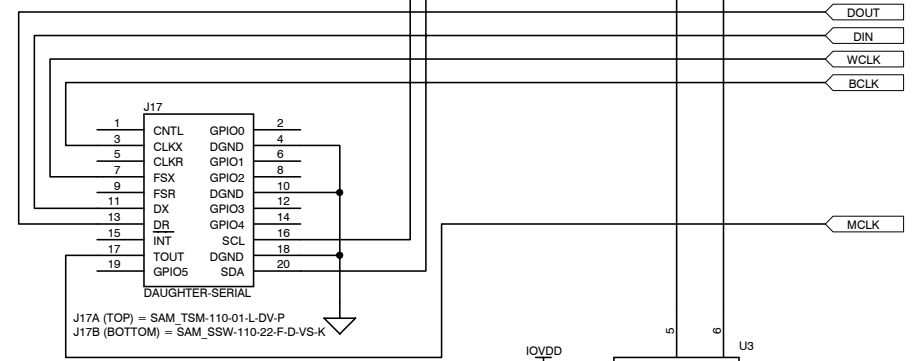 DOUT
DIN
WCLK
BCLK
J17
1 CNTL GPIO0 2
3 CLKX DGND 4
5 CLKR GPIO1 6
7 FSX GPIO2 8
9 FSR DGND 10
11 DX GPIO3 12
13 DR GPIO4 14
15 INT SCL 16
17 TOUT DGND 18
19 GPIO5 SDA 20
MCLK
DAUGHTER-SERIAL
J17A (TOP) = SAM_TSM-110-01-L-DV-P
J17B (BOTTOM) = SAM_SSW-110-22-F-D-VS-K
5 6
IOVDD
U3